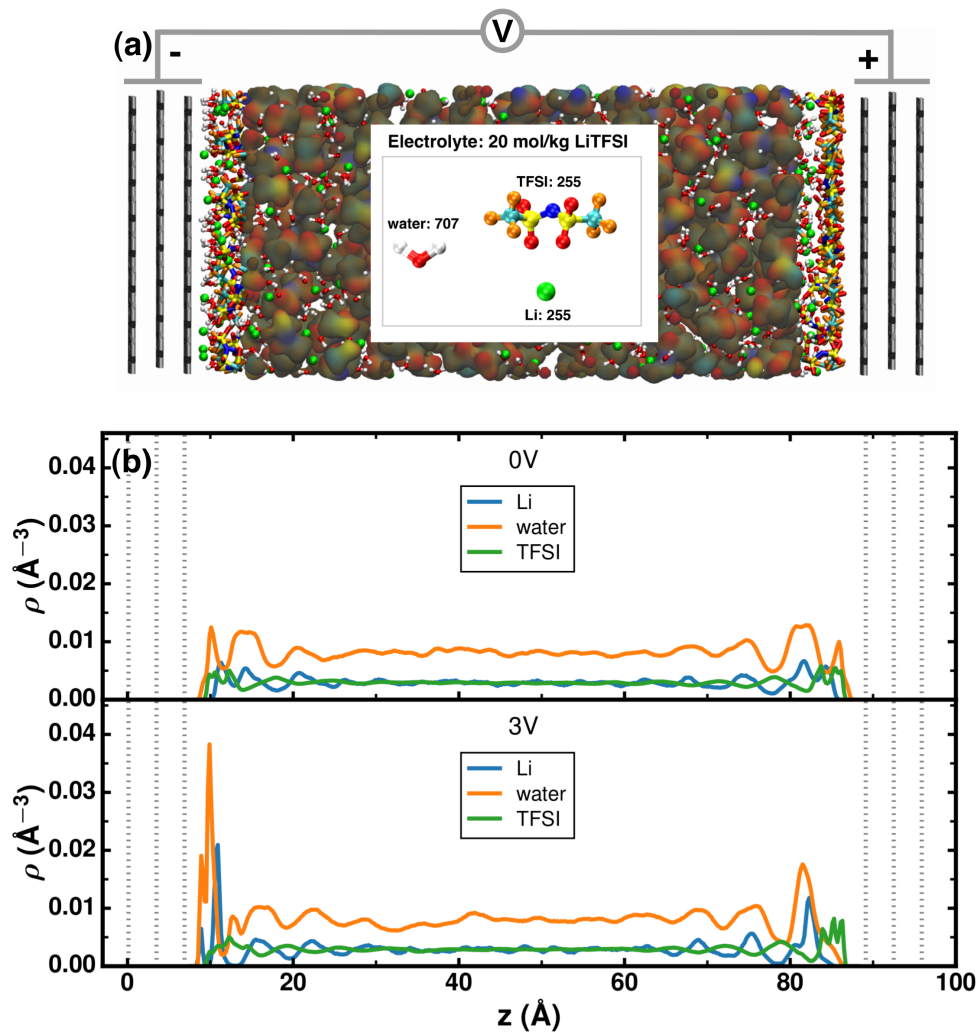 (a)
-
V
+
Electrolyte: 20 mol/kg LiTFSI
TFSI: 255
water: 707
Li: 255
(b)
0V
Li
water
TFSI
0.04
0.03
0.02
0.01
0.00
ρ (Å⁻³)
3V
Li
water
TFSI
0.04
0.03
0.02
0.01
0.00
ρ (Å⁻³)
0 20 40 60 80 100
z (Å)